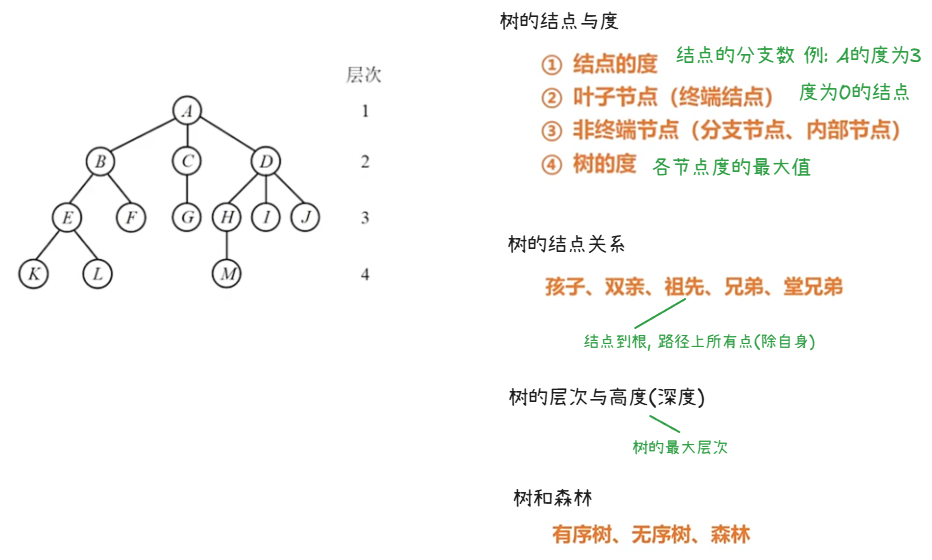 层次
A 1
B C D 2
E F G H I J 3
K L M 4
树的结点与度
① 结点的度 结点的分支数 例: A的度为3
② 叶子节点（终端结点） 度为0的结点
③ 非终端节点（分支节点、内部节点）
④ 树的度 各节点度的最大值
树的结点关系
孩子、双亲、祖先、兄弟、堂兄弟
结点到根, 路径上所有点(除自身)
树的层次与高度(深度)
树的最大层次
树和森林
有序树、无序树、森林